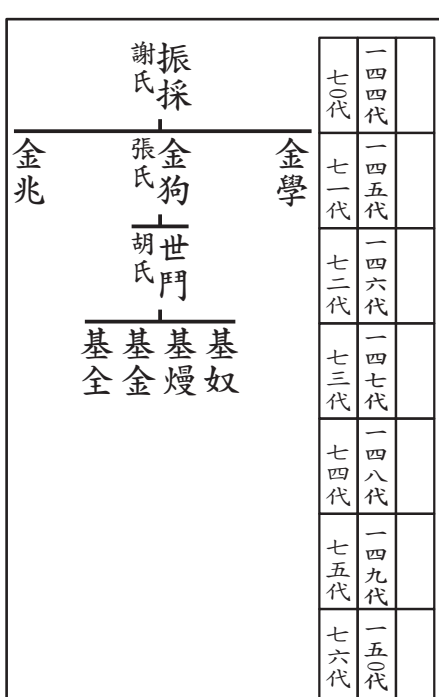 一四四代
一四五代
一四六代
一四七代
一四八代
一四九代
一五〇代
七〇代
七一代
七二代
七三代
七四代
七五代
七六代
振採
謝氏
金學
金狗
張氏
金兆
世鬥
胡氏
基奴
基熳
基金
基全